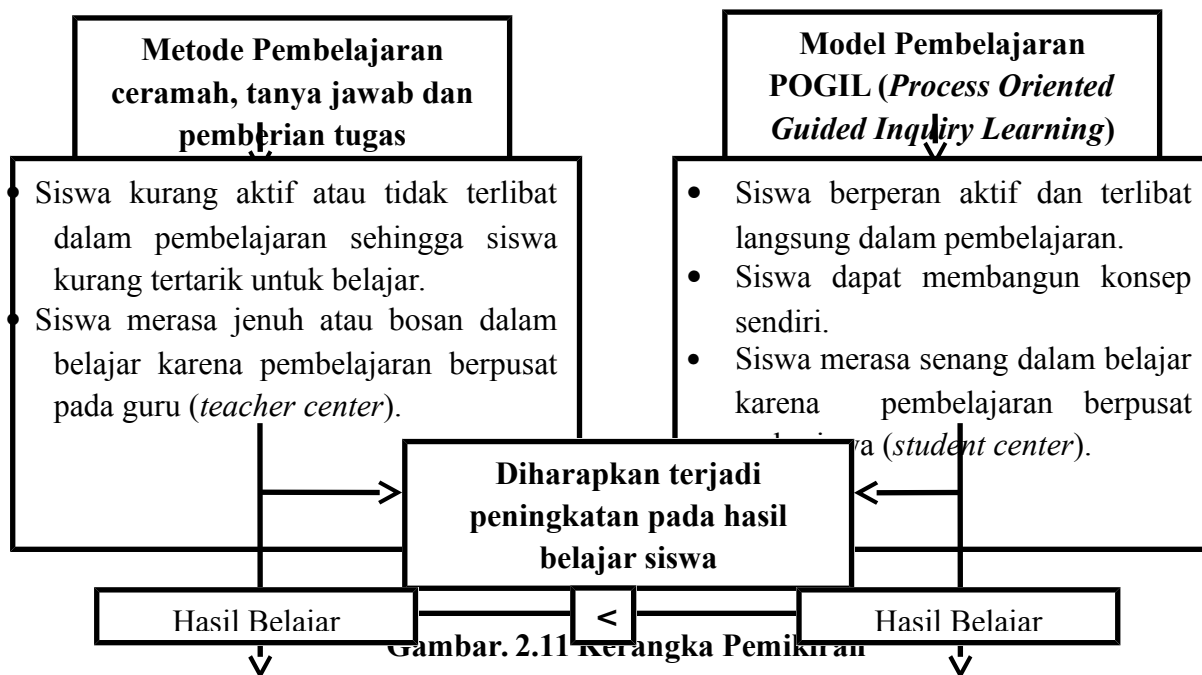 Metode Pembelajaran
ceramah, tanya jawab dan
pemberian tugas
Model Pembelajaran
POGIL (Process Oriented
Guided Inquiry Learning)
• Siswa kurang aktif atau tidak terlibat
dalam pembelajaran sehingga siswa
kurang tertarik untuk belajar.
• Siswa merasa jenuh atau bosan dalam
belajar karena pembelajaran berpusat
pada guru (teacher center).
• Siswa berperan aktif dan terlibat
langsung dalam pembelajaran.
• Siswa dapat membangun konsep
sendiri.
• Siswa merasa senang dalam belajar
karena pembelajaran berpusat
(student center).
Diharapkan terjadi
peningkatan pada hasil
belajar siswa
Hasil Belajar
<
Hasil Belajar
Gambar. 2.11 Kerangka Pemikiran